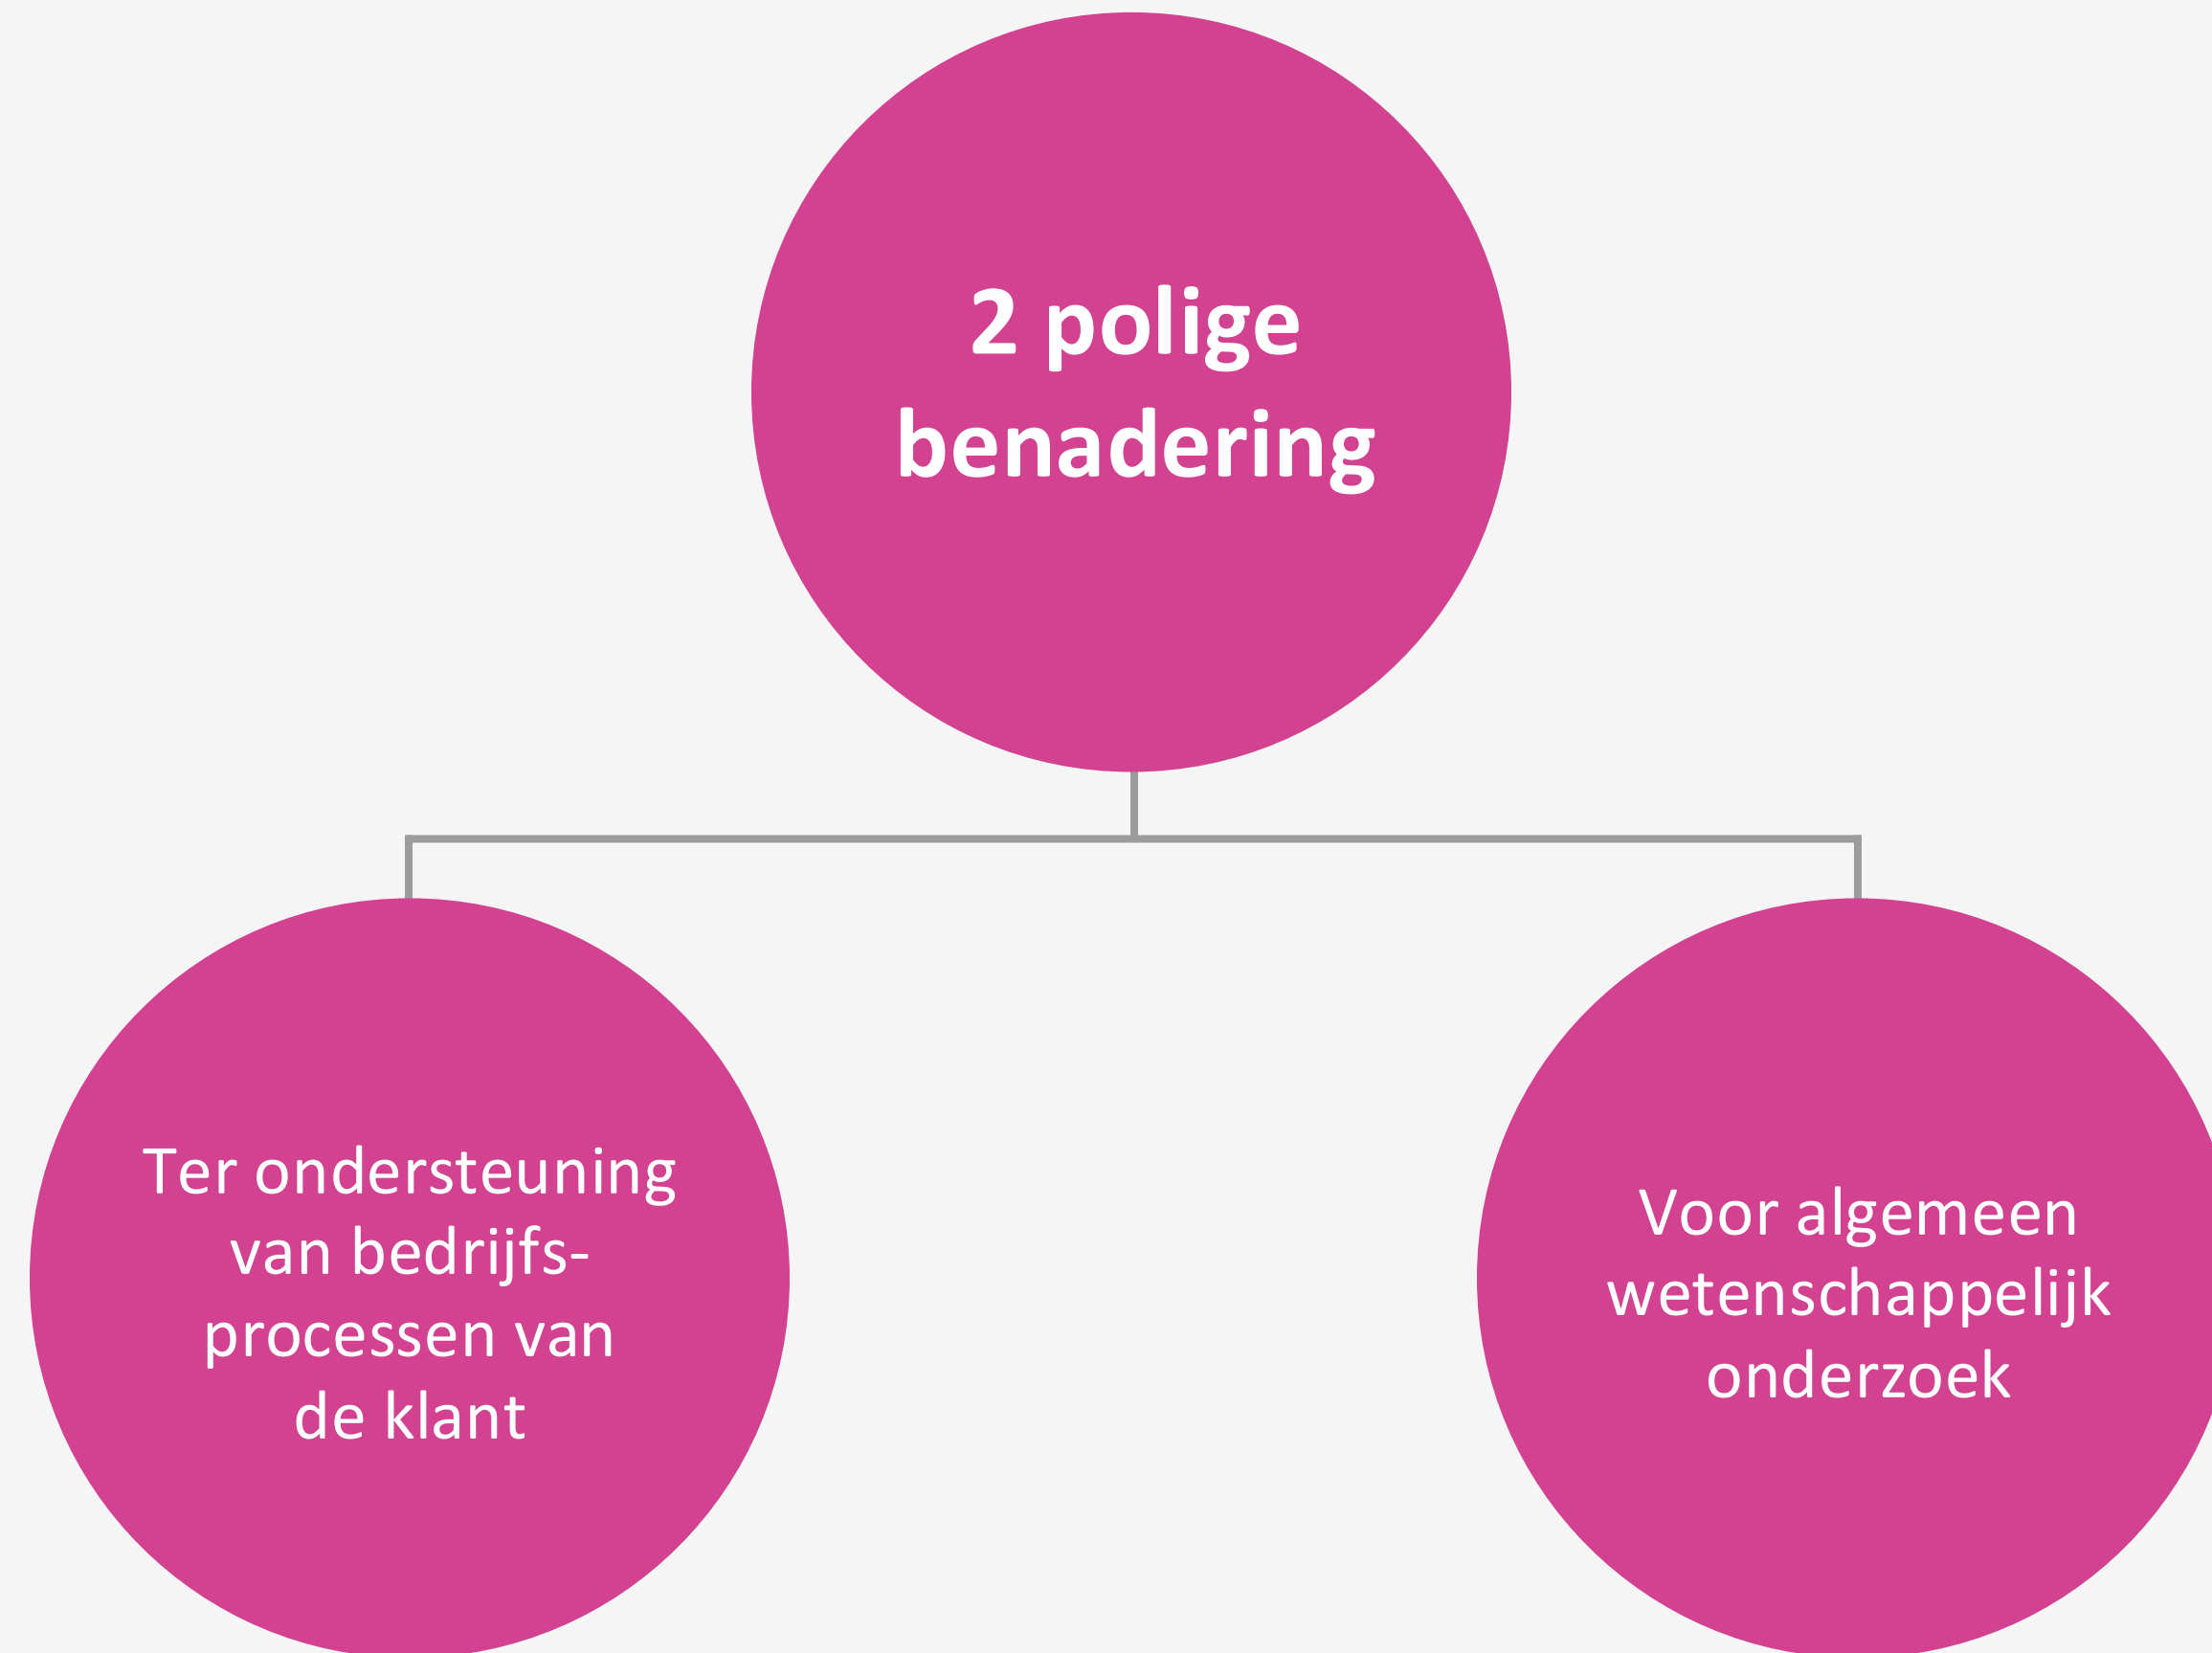 2 polige
benadering
Ter ondersteuning
van bedrijfs-
processen van
de klant
Voor algemeen
wetenschappelijk
onderzoek